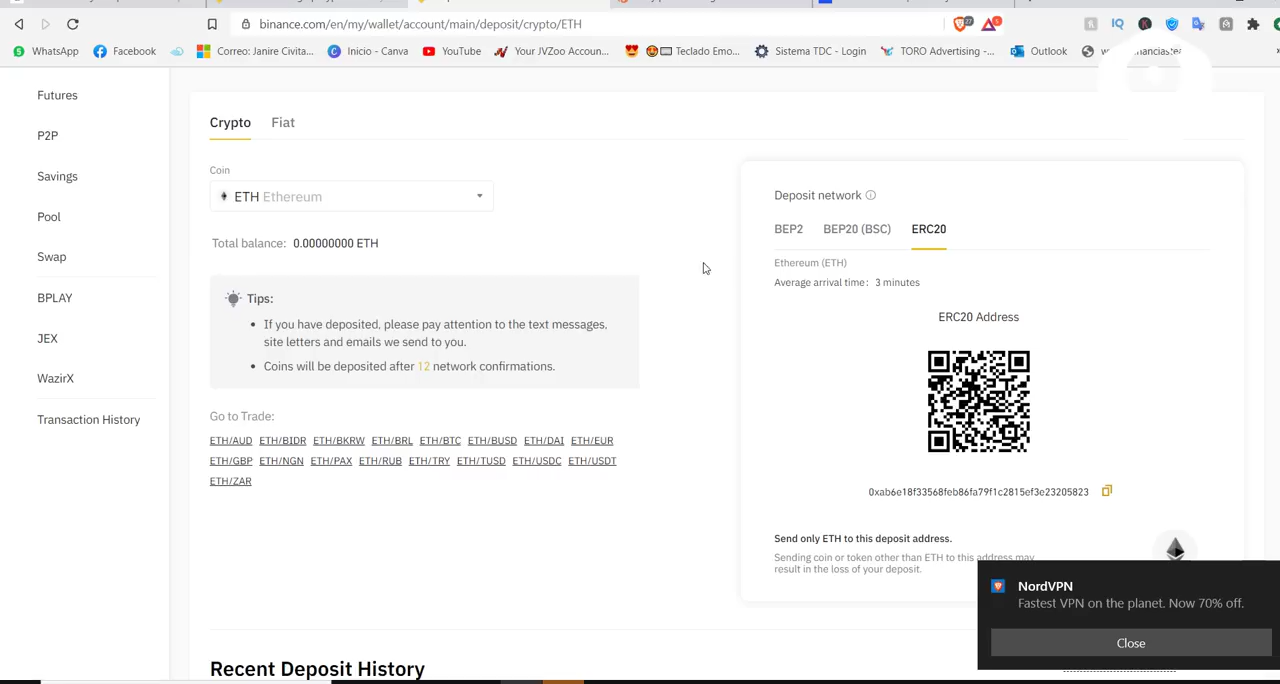 binance.com/en/my/wallet/account/main/deposit/crypto/ETH
27
WhatsApp
Facebook
Correo: Janire Civita...
Inicio - Canva
YouTube
Your JVZoo Accoun...
Teclado Emo...
Sistema TDC - Login
TORO Advertising -...
Outlook
Futures
P2P
Savings
Pool
Swap
BPLAY
JEX
WazirX
Transaction History
Crypto
Fiat
Coin
ETH Ethereum
Total balance: 0.00000000 ETH
Tips:
• If you have deposited, please pay attention to the text messages,
site letters and emails we send to you.
• Coins will be deposited after 12 network confirmations.
Go to Trade:
ETH/AUD ETH/BIDR ETH/BKRW ETH/BRL ETH/BTC ETH/BUSD ETH/DAI ETH/EUR
ETH/GBP ETH/NGN ETH/PAX ETH/RUB ETH/TRY ETH/TUSD ETH/USDC ETH/USDT
ETH/ZAR
Deposit network
BEP2
BEP20 (BSC)
ERC20
Ethereum (ETH)
Average arrival time: 3 minutes
ERC20 Address
0xab6e18f33568feb86fa79f1c2815ef3e23205823
Send only ETH to this deposit address.
Sending coin or token other than ETH to this address may
result in the loss of your deposit.
NordVPN
Fastest VPN on the planet. Now 70% off.
Close
Recent Deposit History